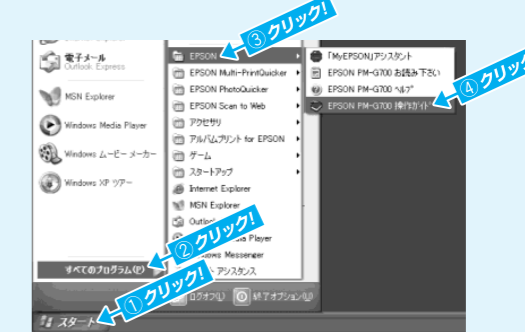 電子メール
Outlook Express
MSN Explorer
Windows Media Player
Windows ムービー メーカー
Windows XP ツアー
すべてのプログラム(P)
スタート
EPSON
EPSON Multi-PrintQuicker
EPSON PhotoQuicker
EPSON Scan to Web
アクセサリ
アルバムプリント for EPSON
ゲーム
スタートアップ
Internet Explorer
MSN Explorer
Media Player
Windows Messenger
アシスタンス
ログオフ(L)
終了オプション(U)
「MyEPSON」アシスタント
EPSON PM-G700 お読み下さい
EPSON PM-G700 ヘルプ
EPSON PM-G700 操作ガイド
①クリック!
②クリック!
③クリック!
④クリック